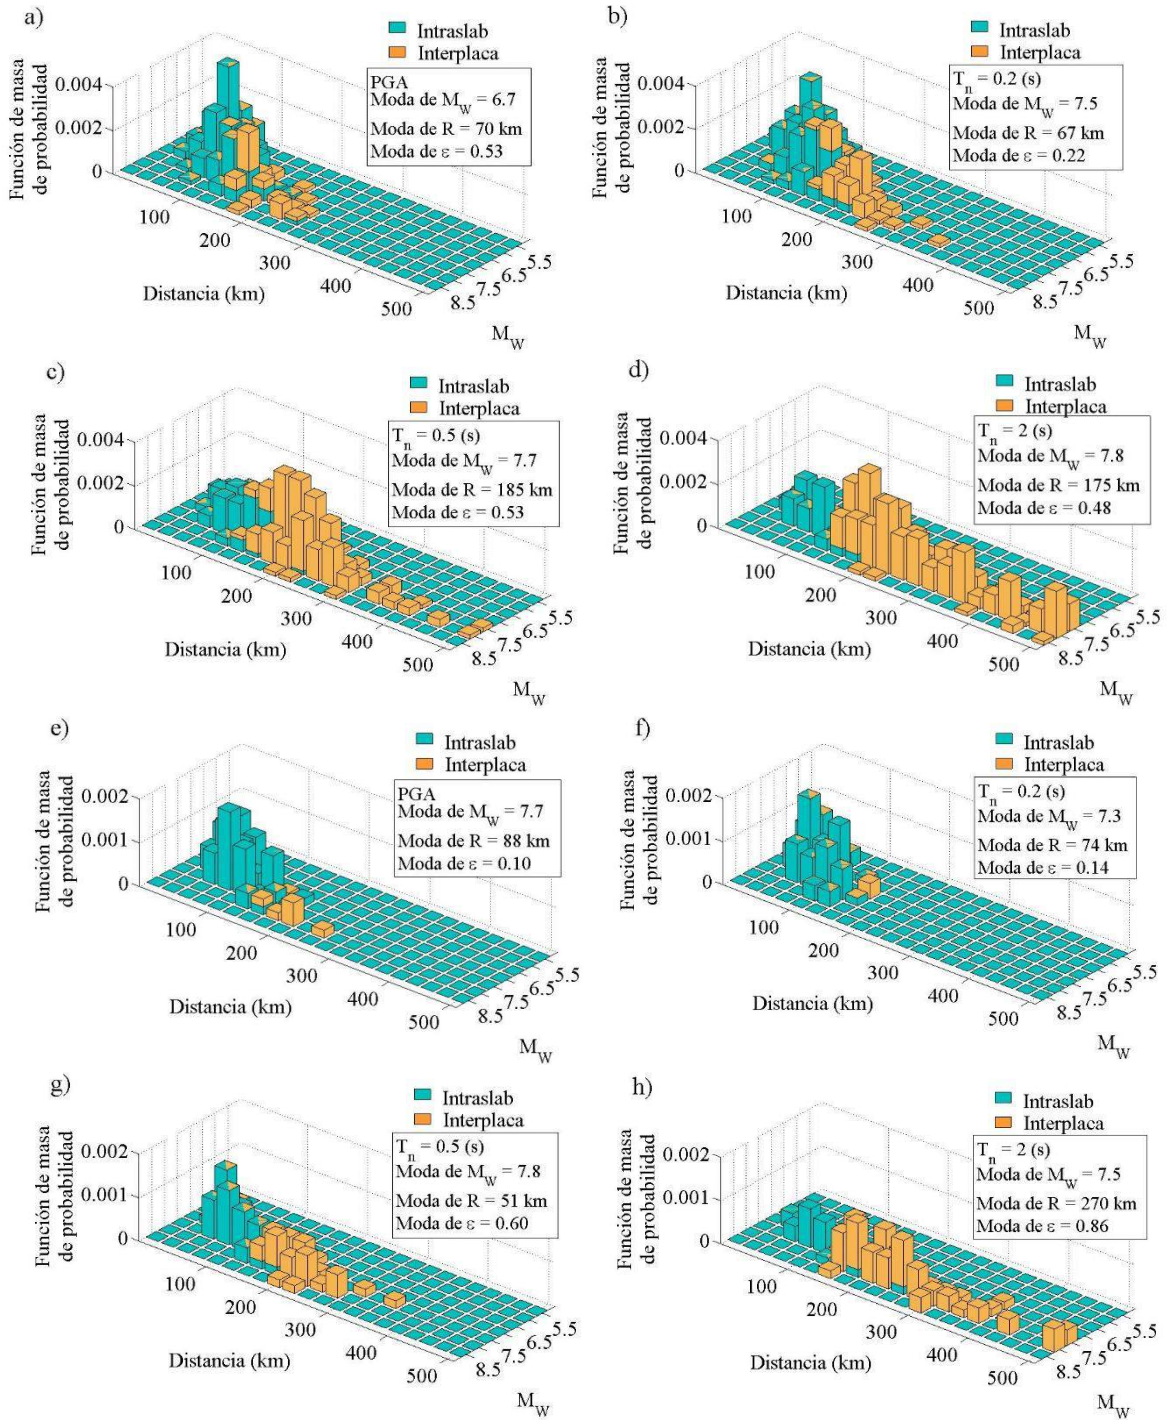 a)
Intraslab
Interplaca
PGA
Moda de M_W = 6.7
Moda de R = 70 km
Moda de ε = 0.53
Función de masa
de probabilidad
0.004
0.002
0
100
200
300
400
500
Distancia (km)
8.5
7.5
6.5
5.5
M_W
b)
Intraslab
Interplaca
T_n = 0.2 (s)
Moda de M_W = 7.5
Moda de R = 67 km
Moda de ε = 0.22
Función de masa
de probabilidad
0.004
0.002
0
100
200
300
400
500
Distancia (km)
8.5
7.5
6.5
5.5
M_W
c)
Intraslab
Interplaca
T_n = 0.5 (s)
Moda de M_W = 7.7
Moda de R = 185 km
Moda de ε = 0.53
Función de masa
de probabilidad
0.004
0.002
0
100
200
300
400
500
Distancia (km)
8.5
7.5
6.5
5.5
M_W
d)
Intraslab
Interplaca
T_n = 2 (s)
Moda de M_W = 7.8
Moda de R = 175 km
Moda de ε = 0.48
Función de masa
de probabilidad
0.004
0.002
0
100
200
300
400
500
Distancia (km)
8.5
7.5
6.5
5.5
M_W
e)
Intraslab
Interplaca
PGA
Moda de M_W = 7.7
Moda de R = 88 km
Moda de ε = 0.10
Función de masa
de probabilidad
0.002
0.001
0
100
200
300
400
500
Distancia (km)
8.5
7.5
6.5
5.5
M_W
f)
Intraslab
Interplaca
T_n = 0.2 (s)
Moda de M_W = 7.3
Moda de R = 74 km
Moda de ε = 0.14
Función de masa
de probabilidad
0.002
0.001
0
100
200
300
400
500
Distancia (km)
8.5
7.5
6.5
5.5
M_W
g)
Intraslab
Interplaca
T_n = 0.5 (s)
Moda de M_W = 7.8
Moda de R = 51 km
Moda de ε = 0.60
Función de masa
de probabilidad
0.002
0.001
0
100
200
300
400
500
Distancia (km)
8.5
7.5
6.5
5.5
M_W
h)
Intraslab
Interplaca
T_n = 2 (s)
Moda de M_W = 7.5
Moda de R = 270 km
Moda de ε = 0.86
Función de masa
de probabilidad
0.002
0.001
0
100
200
300
400
500
Distancia (km)
8.5
7.5
6.5
5.5
M_W